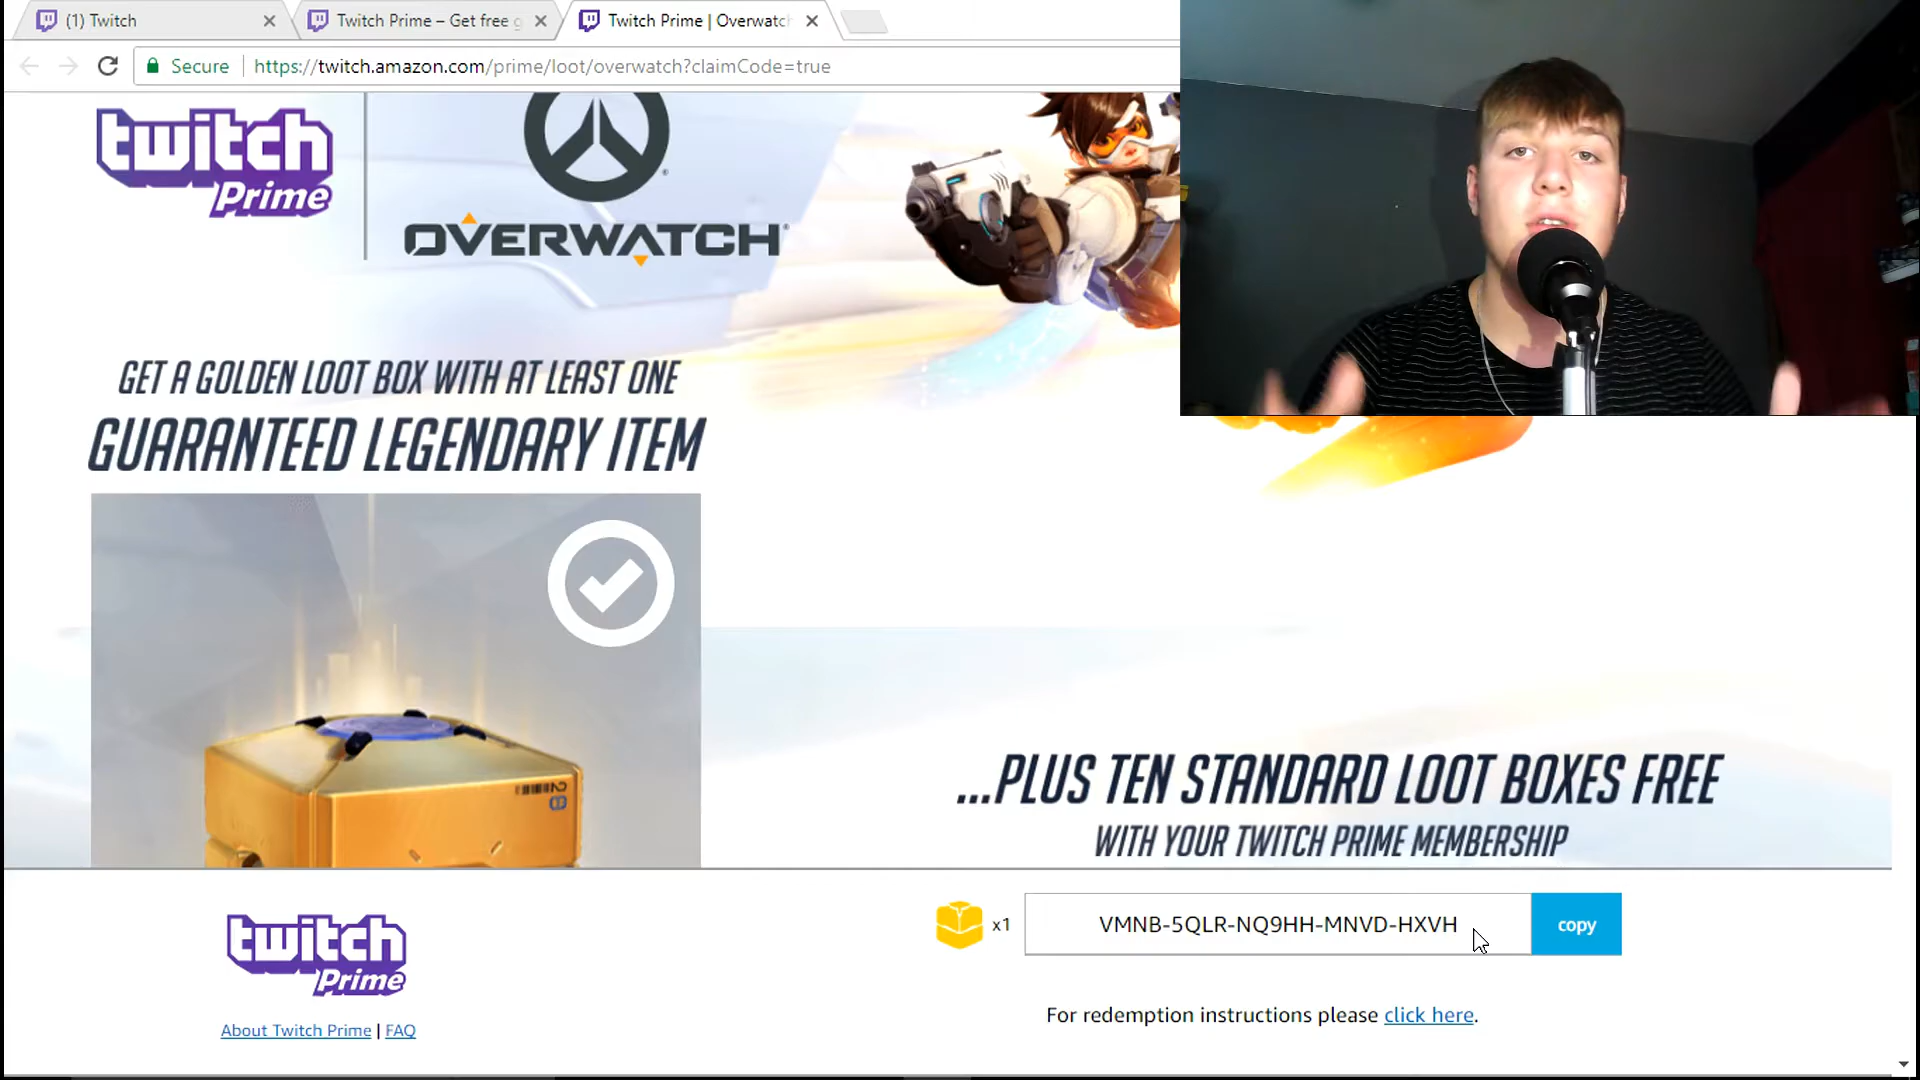 (1) Twitch
Twitch Prime – Get free g
Twitch Prime | Overwatc
Secure
https://twitch.amazon.com/prime/loot/overwatch?claimCode=true
twitch
Prime
OVERWATCH
GET A GOLDEN LOOT BOX WITH AT LEAST ONE
GUARANTEED LEGENDARY ITEM
...PLUS TEN STANDARD LOOT BOXES FREE
WITH YOUR TWITCH PRIME MEMBERSHIP
twitch
Prime
About Twitch Prime | FAQ
x1
VMNB-5QLR-NQ9HH-MNVD-HXVH
copy
For redemption instructions please click here.